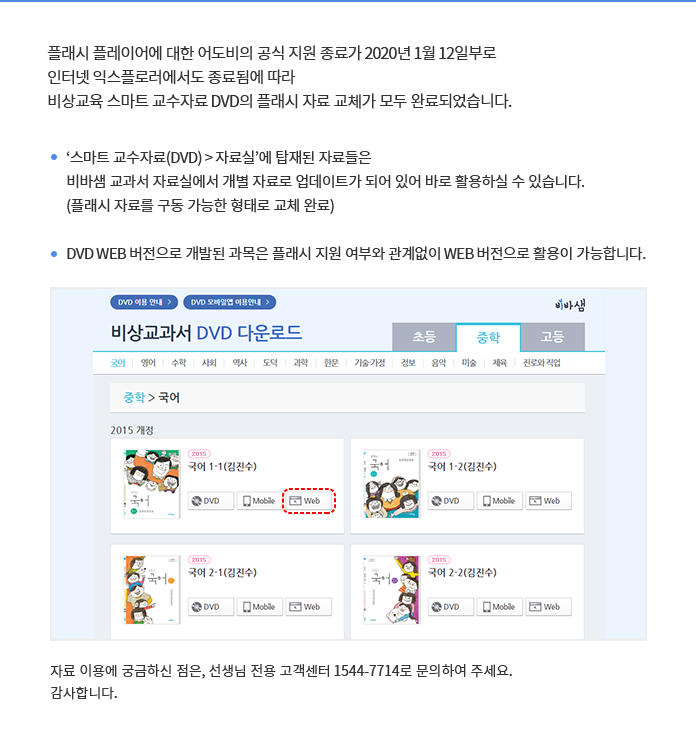 플래시 플레이어에 대한 어도비의 공식 지원 종료가 2020년 1월 12일부로
인터넷 익스플로러에서도 종료됨에 따라
비상교육 스마트 교수자료 DVD의 플래시 자료 교체가 모두 완료되었습니다.
‘스마트 교수자료(DVD) > 자료실’에 탑재된 자료들은
비바샘 교과서 자료실에서 개별 자료로 업데이트가 되어 있어 바로 활용하실 수 있습니다.
(플래시 자료를 구동 가능한 형태로 교체 완료)
DVD WEB 버전으로 개발된 과목은 플래시 지원 여부와 관계없이 WEB 버전으로 활용이 가능합니다.
DVD 이용 안내 > DVD 모바일앱 이용안내 > 비바샘
비상교과서 DVD 다운로드 초등 중학 고등
국어 영어 수학 사회 역사 도덕 과학 한문 기술·가정 정보 음악 미술 체육 진로와 직업
중학 > 국어
2015 개정
2015 2015
국어 1-1(김진수) 국어 1-2(김진수)
국어 국어
DVD Mobile Web DVD Mobile Web
2015 2015
국어 2-1(김진수) 국어 2-2(김진수)
국어 국어
DVD Mobile Web DVD Mobile Web
자료 이용에 궁금하신 점은, 선생님 전용 고객센터 1544-7714로 문의하여 주세요.
감사합니다.